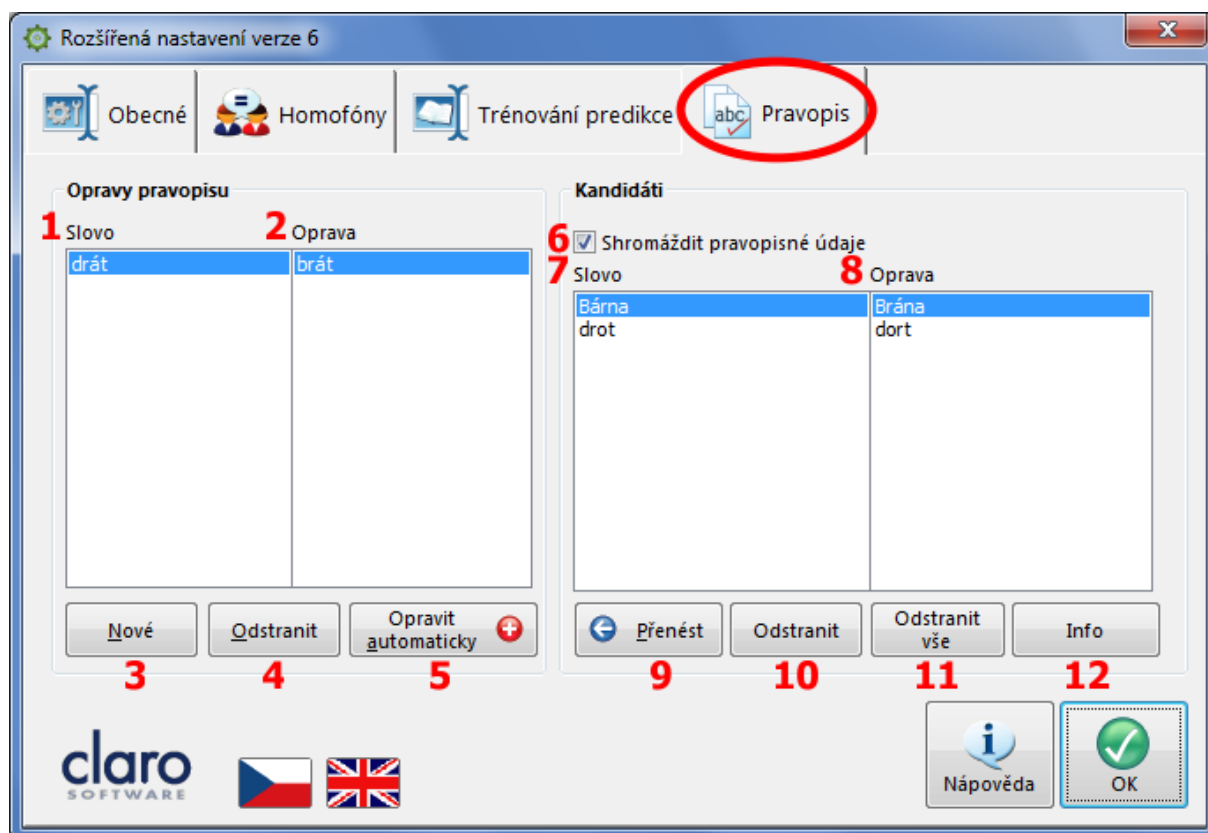 Rozšířená nastavení verze 6
x
Obecné
Homofóny
Trénování predikce
abc
Pravopis
Opravy pravopisu
1 Slovo
2 Oprava
drát
brát
3
Nové
4
Odstranit
5
Opravit
automaticky
Kandidáti
6 Shromáždit pravopisné údaje
7 Slovo
8 Oprava
Bárna
Brána
drot
dort
Přenést
9
Odstranit
10
Odstranit
vše
11
Info
12
claro
SOFTWARE
i
Nápověda
OK